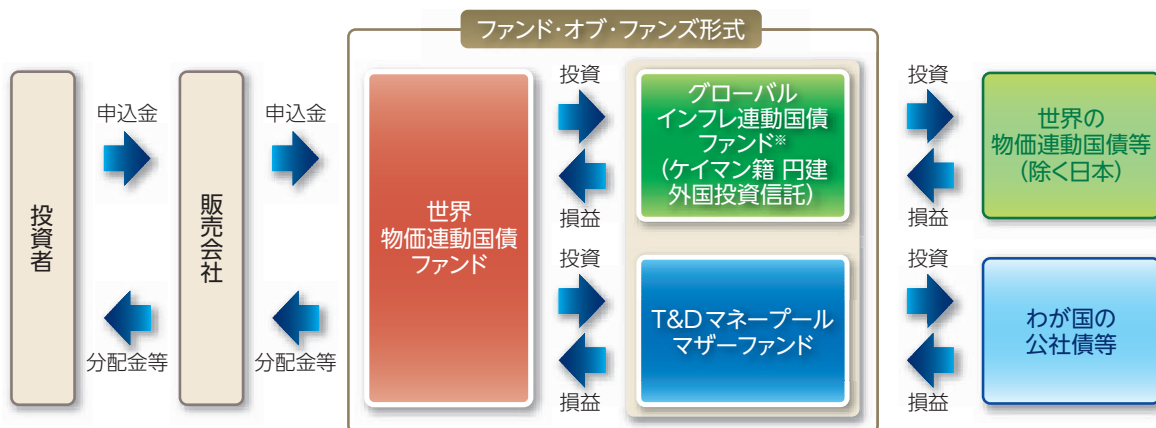 ファンド・オブ・ファンズ形式
投資者
申込金
分配金等
販売会社
申込金
分配金等
世界
物価連動国債
ファンド
投資
損益
投資
損益
グローバル
インフレ連動国債
ファンド※
(ケイマン籍 円建
外国投資信託)
T&Dマネープール
マザーファンド
投資
損益
投資
損益
世界の
物価連動国債等
(除く日本)
わが国の
公社債等